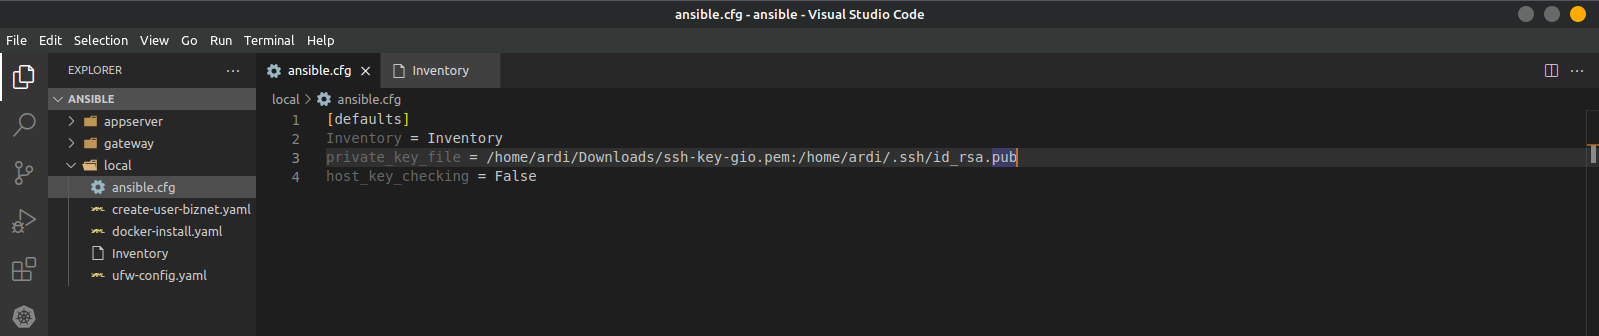 ansible.cfg - ansible - Visual Studio Code
File Edit Selection View Go Run Terminal Help
EXPLORER ···
ansible.cfg
Inventory
ANSIBLE
appserver
gateway
local
ansible.cfg
create-user-biznet.yaml
docker-install.yaml
Inventory
ufw-config.yaml
local > ansible.cfg
1 [defaults]
2 Inventory = Inventory
3 private_key_file = /home/ardi/Downloads/ssh-key-gio.pem:/home/ardi/.ssh/id_rsa.pub
4 host_key_checking = False